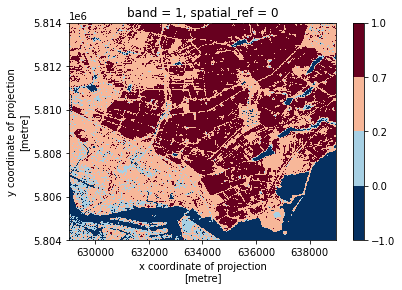 1e6
band = 1, spatial_ref = 0
5.814
5.812
5.810
5.808
5.806
5.804
y coordinate of projection
[metre]
630000
632000
634000
636000
638000
x coordinate of projection
[metre]
1.0
0.7
0.2
0.0
−1.0